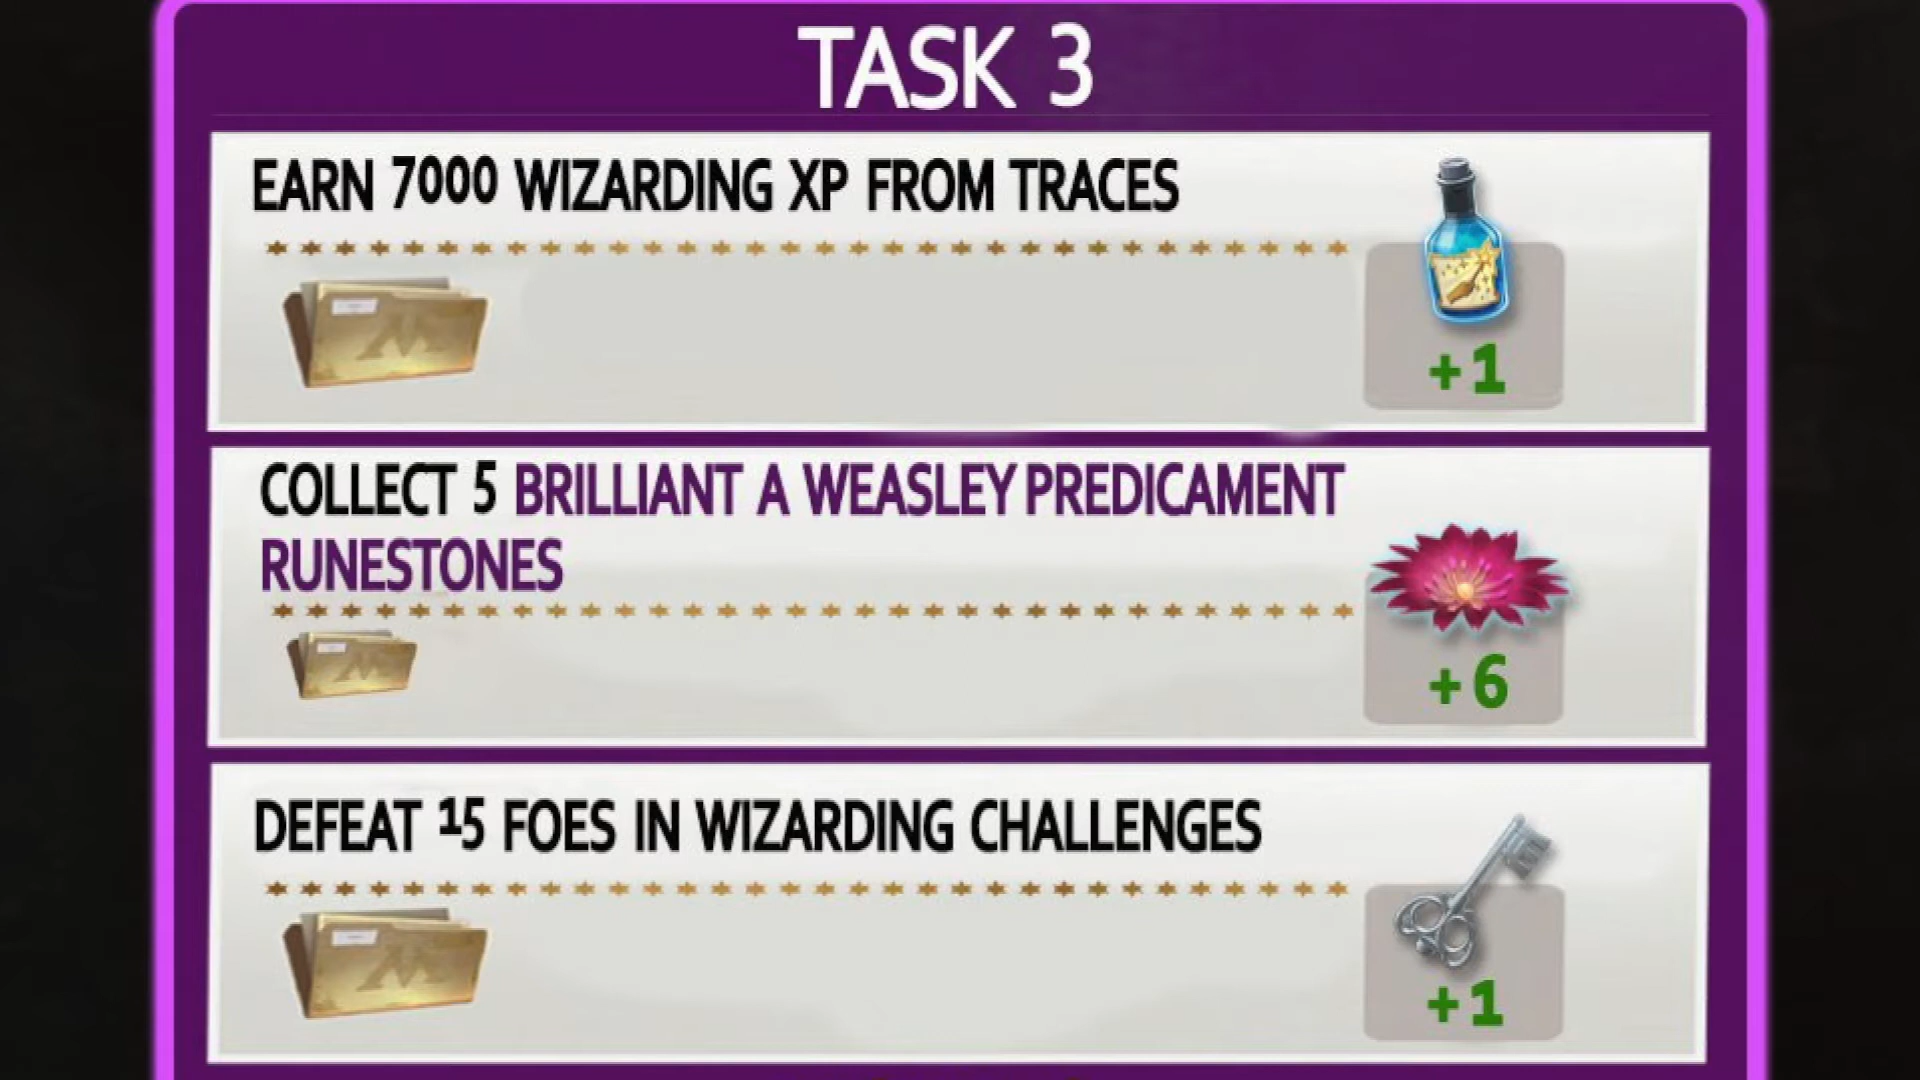 TASK 3
EARN 7000 WIZARDING XP FROM TRACES
+1
COLLECT 5 BRILLIANT A WEASLEY PREDICAMENT
RUNESTONES
+6
DEFEAT 15 FOES IN WIZARDING CHALLENGES
+1